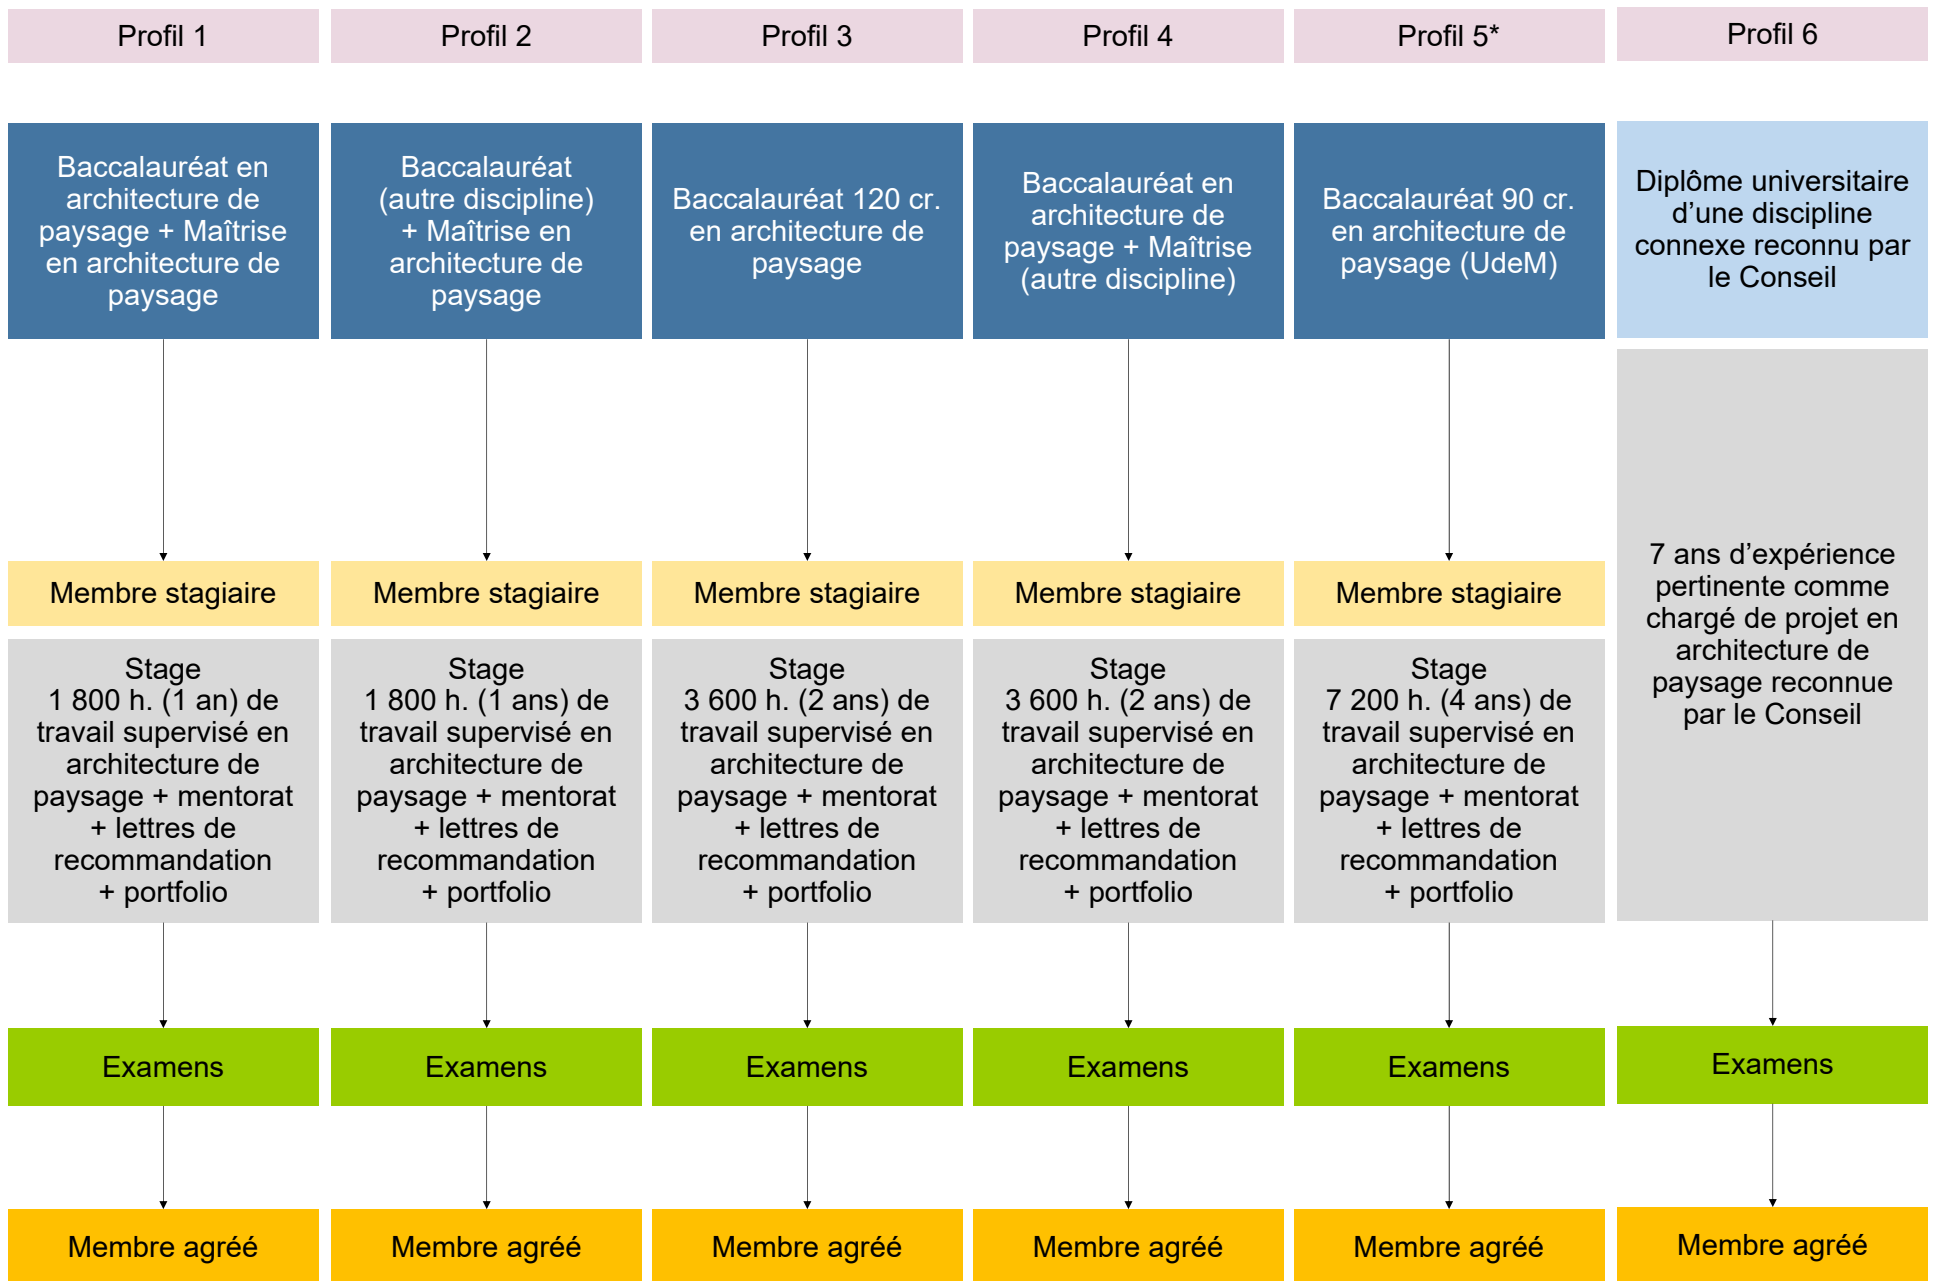 Profil 1
Profil 2
Profil 3
Profil 4
Profil 5*
Profil 6
Baccalauréat en
architecture de
paysage + Maîtrise
en architecture de
paysage
Baccalauréat
(autre discipline)
+ Maîtrise en
architecture de
paysage
Baccalauréat 120 cr.
en architecture de
paysage
Baccalauréat en
architecture de
paysage + Maîtrise
(autre discipline)
Baccalauréat 90 cr.
en architecture de
paysage (UdeM)
Diplôme universitaire
d’une discipline
connexe reconnu par
le Conseil
Membre stagiaire
Membre stagiaire
Membre stagiaire
Membre stagiaire
Membre stagiaire
7 ans d’expérience
pertinente comme
chargé de projet en
architecture de
paysage reconnue
par le Conseil
Stage
1 800 h. (1 an) de
travail supervisé en
architecture de
paysage + mentorat
+ lettres de
recommandation
+ portfolio
Stage
1 800 h. (1 ans) de
travail supervisé en
architecture de
paysage + mentorat
+ lettres de
recommandation
+ portfolio
Stage
3 600 h. (2 ans) de
travail supervisé en
architecture de
paysage + mentorat
+ lettres de
recommandation
+ portfolio
Stage
3 600 h. (2 ans) de
travail supervisé en
architecture de
paysage + mentorat
+ lettres de
recommandation
+ portfolio
Stage
7 200 h. (4 ans) de
travail supervisé en
architecture de
paysage + mentorat
+ lettres de
recommandation
+ portfolio
Examens
Examens
Examens
Examens
Examens
Examens
Membre agréé
Membre agréé
Membre agréé
Membre agréé
Membre agréé
Membre agréé